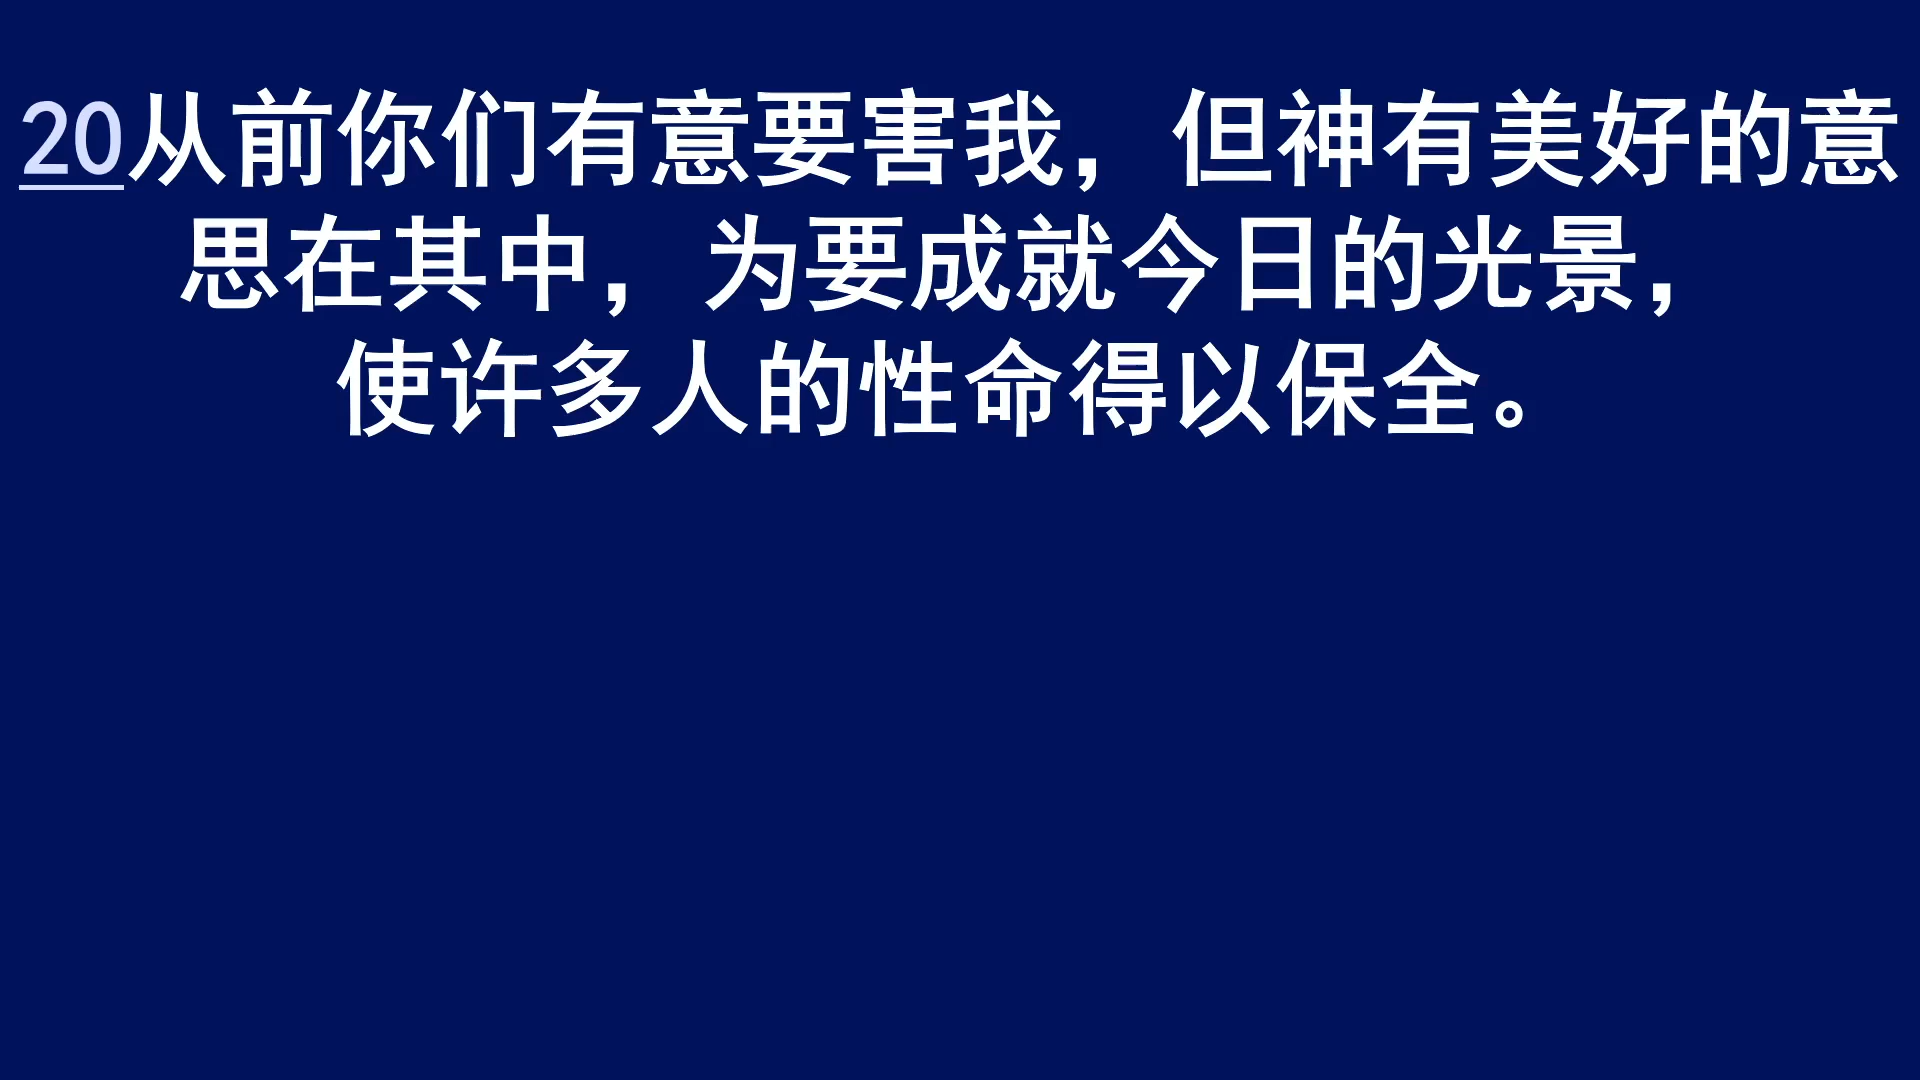 20从前你们有意要害我，但神有美好的意
思在其中，为要成就今日的光景，
使许多人的性命得以保全。